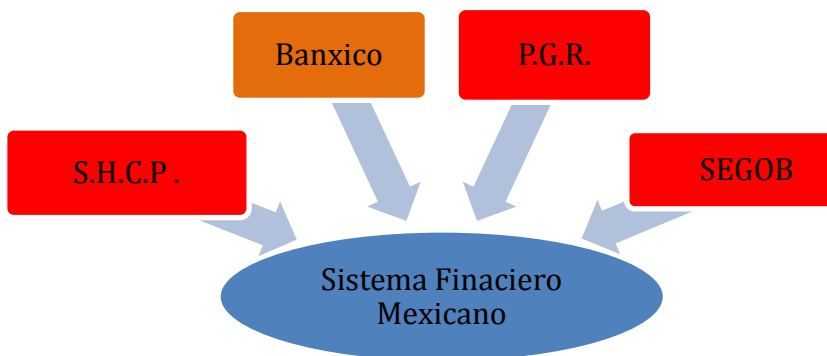 Banxico
P.G.R.
S.H.C.P .
SEGOB
Sistema Finaciero
Mexicano